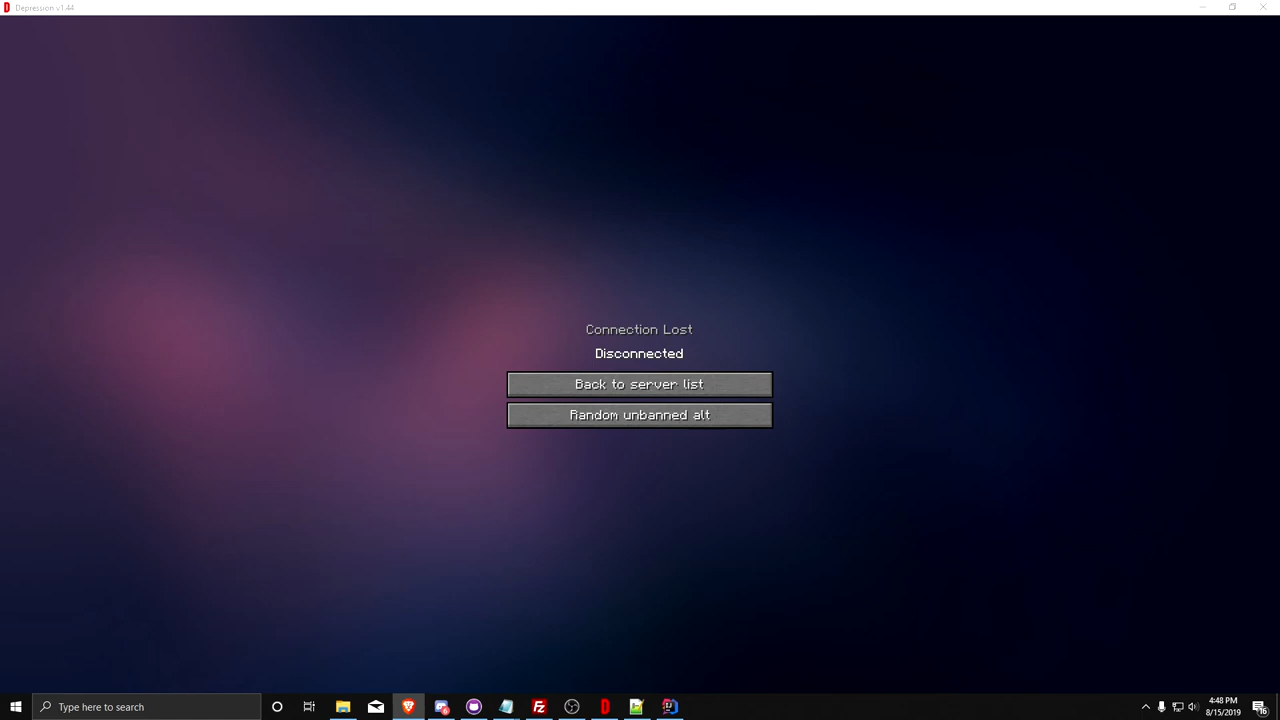 Depression v1.44
Connection Lost
Disconnected
Back to server list
Random unbanned alt
Type here to search
4:48 PM
8/15/2019